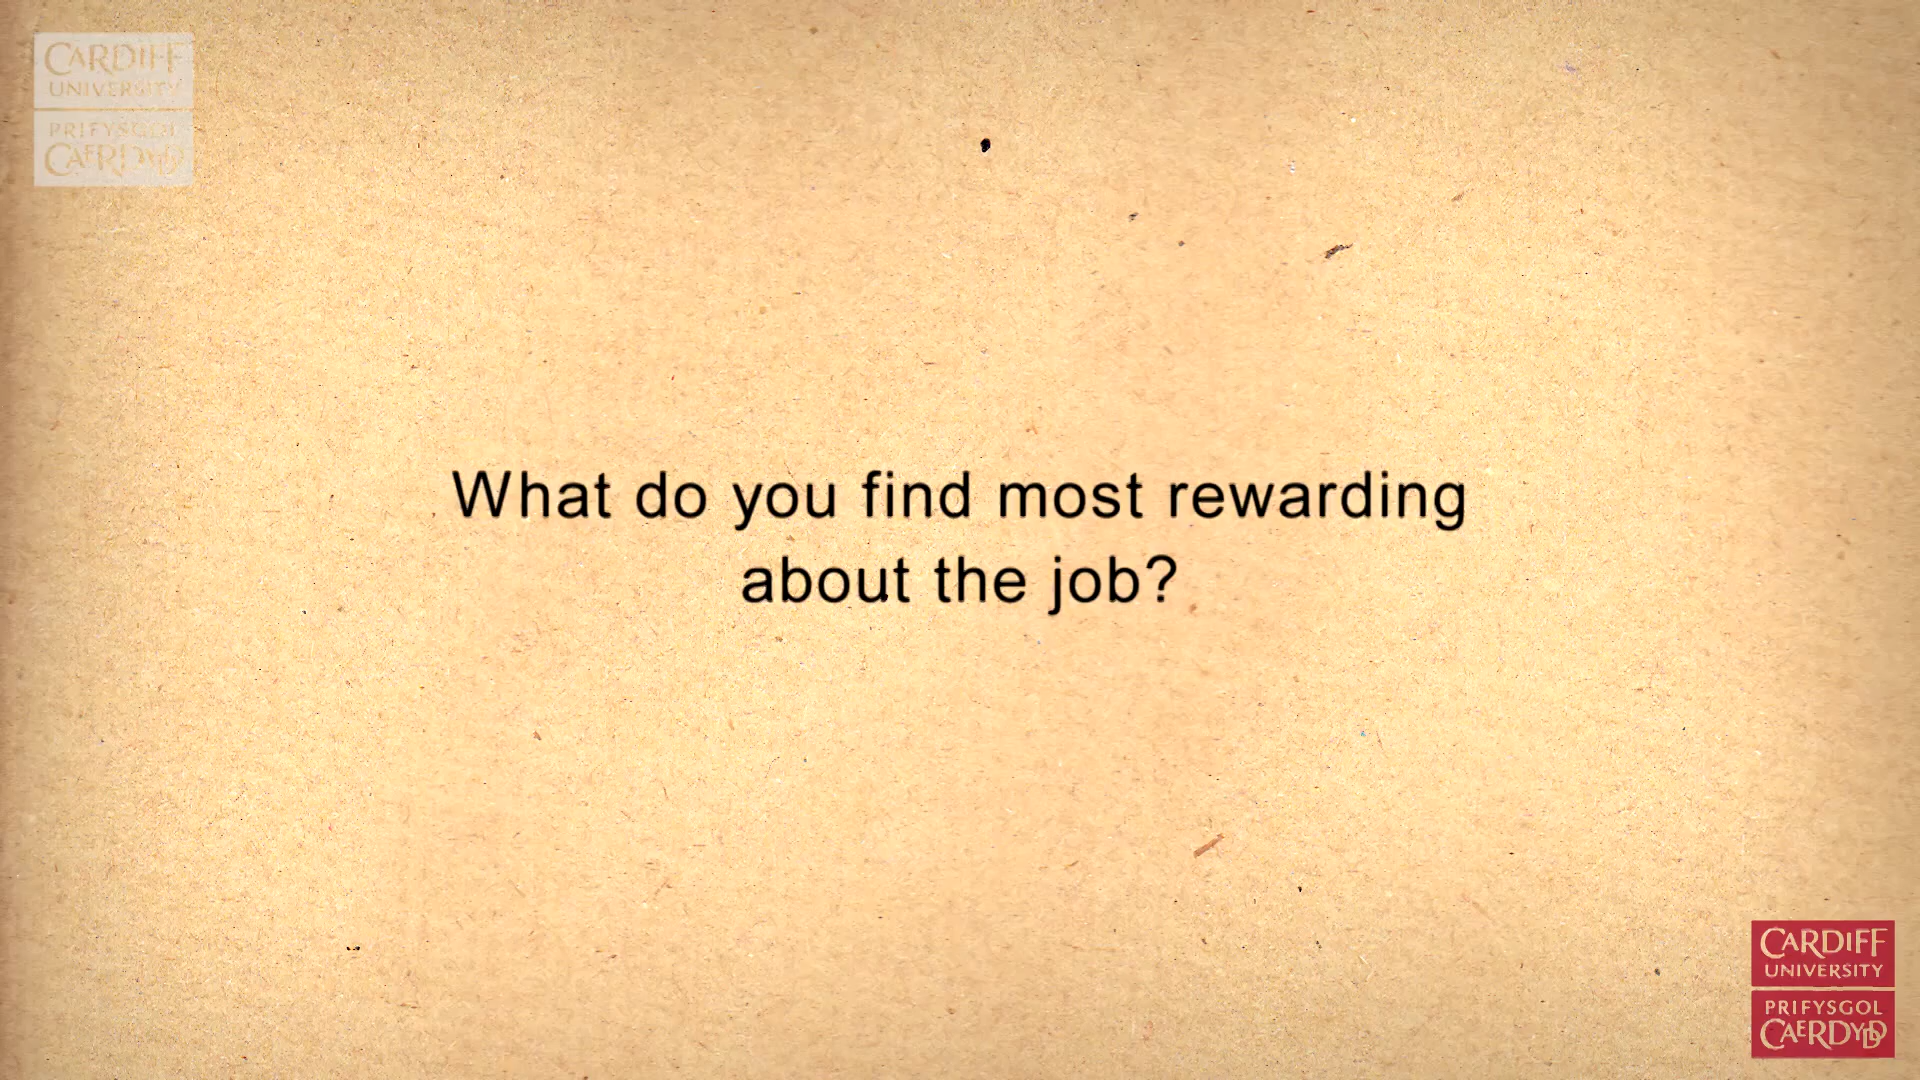 CARDIFF
UNIVERSITY
PRIFYSGOL
CAERDYDD
What do you find most rewarding
about the job?
CARDIFF
UNIVERSITY
PRIFYSGOL
CAERDYDD